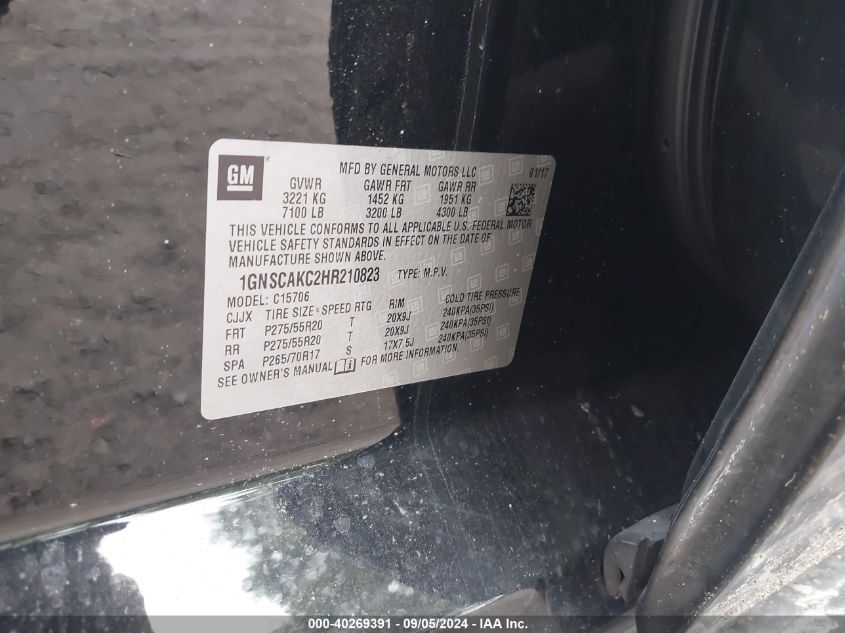 GM
MFD BY GENERAL MOTORS LLC 01/17
GVWR GAWR FRT GAWR RR
3221 KG 1452 KG 1951 KG
7100 LB 3200 LB 4300 LB
THIS VEHICLE CONFORMS TO ALL APPLICABLE U.S. FEDERAL MOTOR
VEHICLE SAFETY STANDARDS IN EFFECT ON THE DATE OF
MANUFACTURE SHOWN ABOVE.
1GNSCAKC2HR210823 TYPE: M.P.V.
MODEL: C15706
CJJX TIRE SIZE SPEED RTG RIM COLD TIRE PRESSURE
FRT P275/55R20 T 20X9J 240KPA(35PSI)
RR P275/55R20 T 20X9J 240KPA(35PSI)
SPA P265/70R17 S 17X7.5J 240KPA(35PSI)
SEE OWNER'S MANUAL FOR MORE INFORMATION.
000-40269391 - 09/05/2024 - IAA Inc.